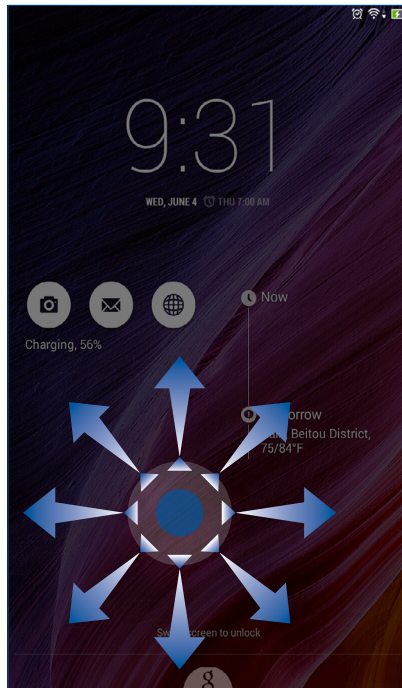 9:31
WED, JUNE 4 THU 7:00 AM
Now
Charging, 56%
Beitou District,
75/84°F
screen to unlock
g